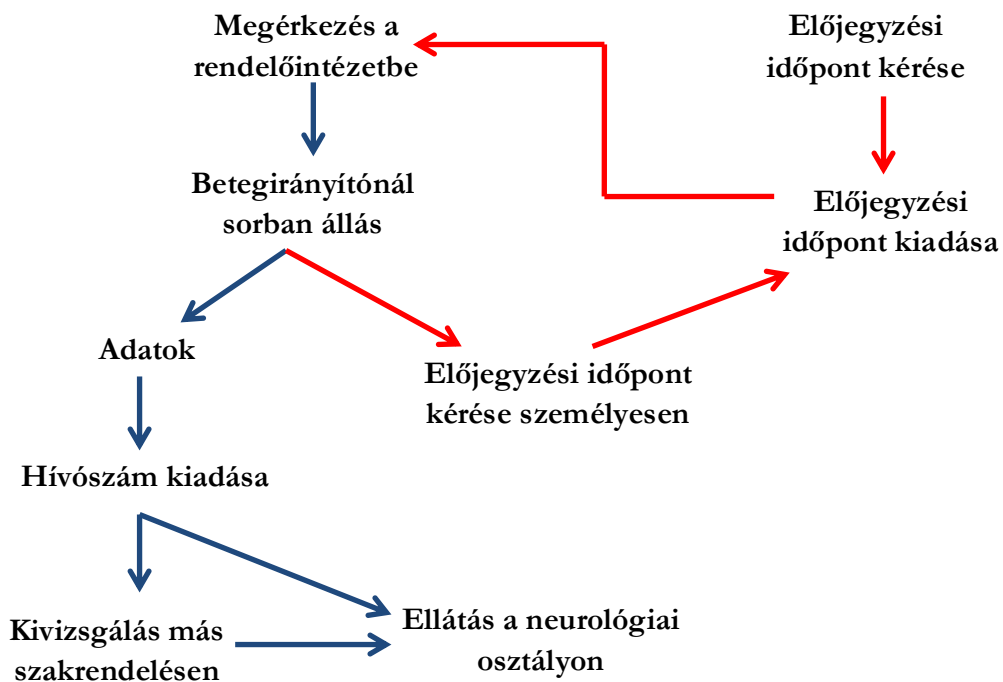 Megérkezés a
rendelőintézetbe
Előjegyzési
időpont kérése
Betegirányítónál
sorban állás
Előjegyzési
időpont kiadása
Adatok
Előjegyzési időpont
kérése személyesen
Hívószám kiadása
Kivizsgálás más
szakrendelésen
Ellátás a neurológiai
osztályon